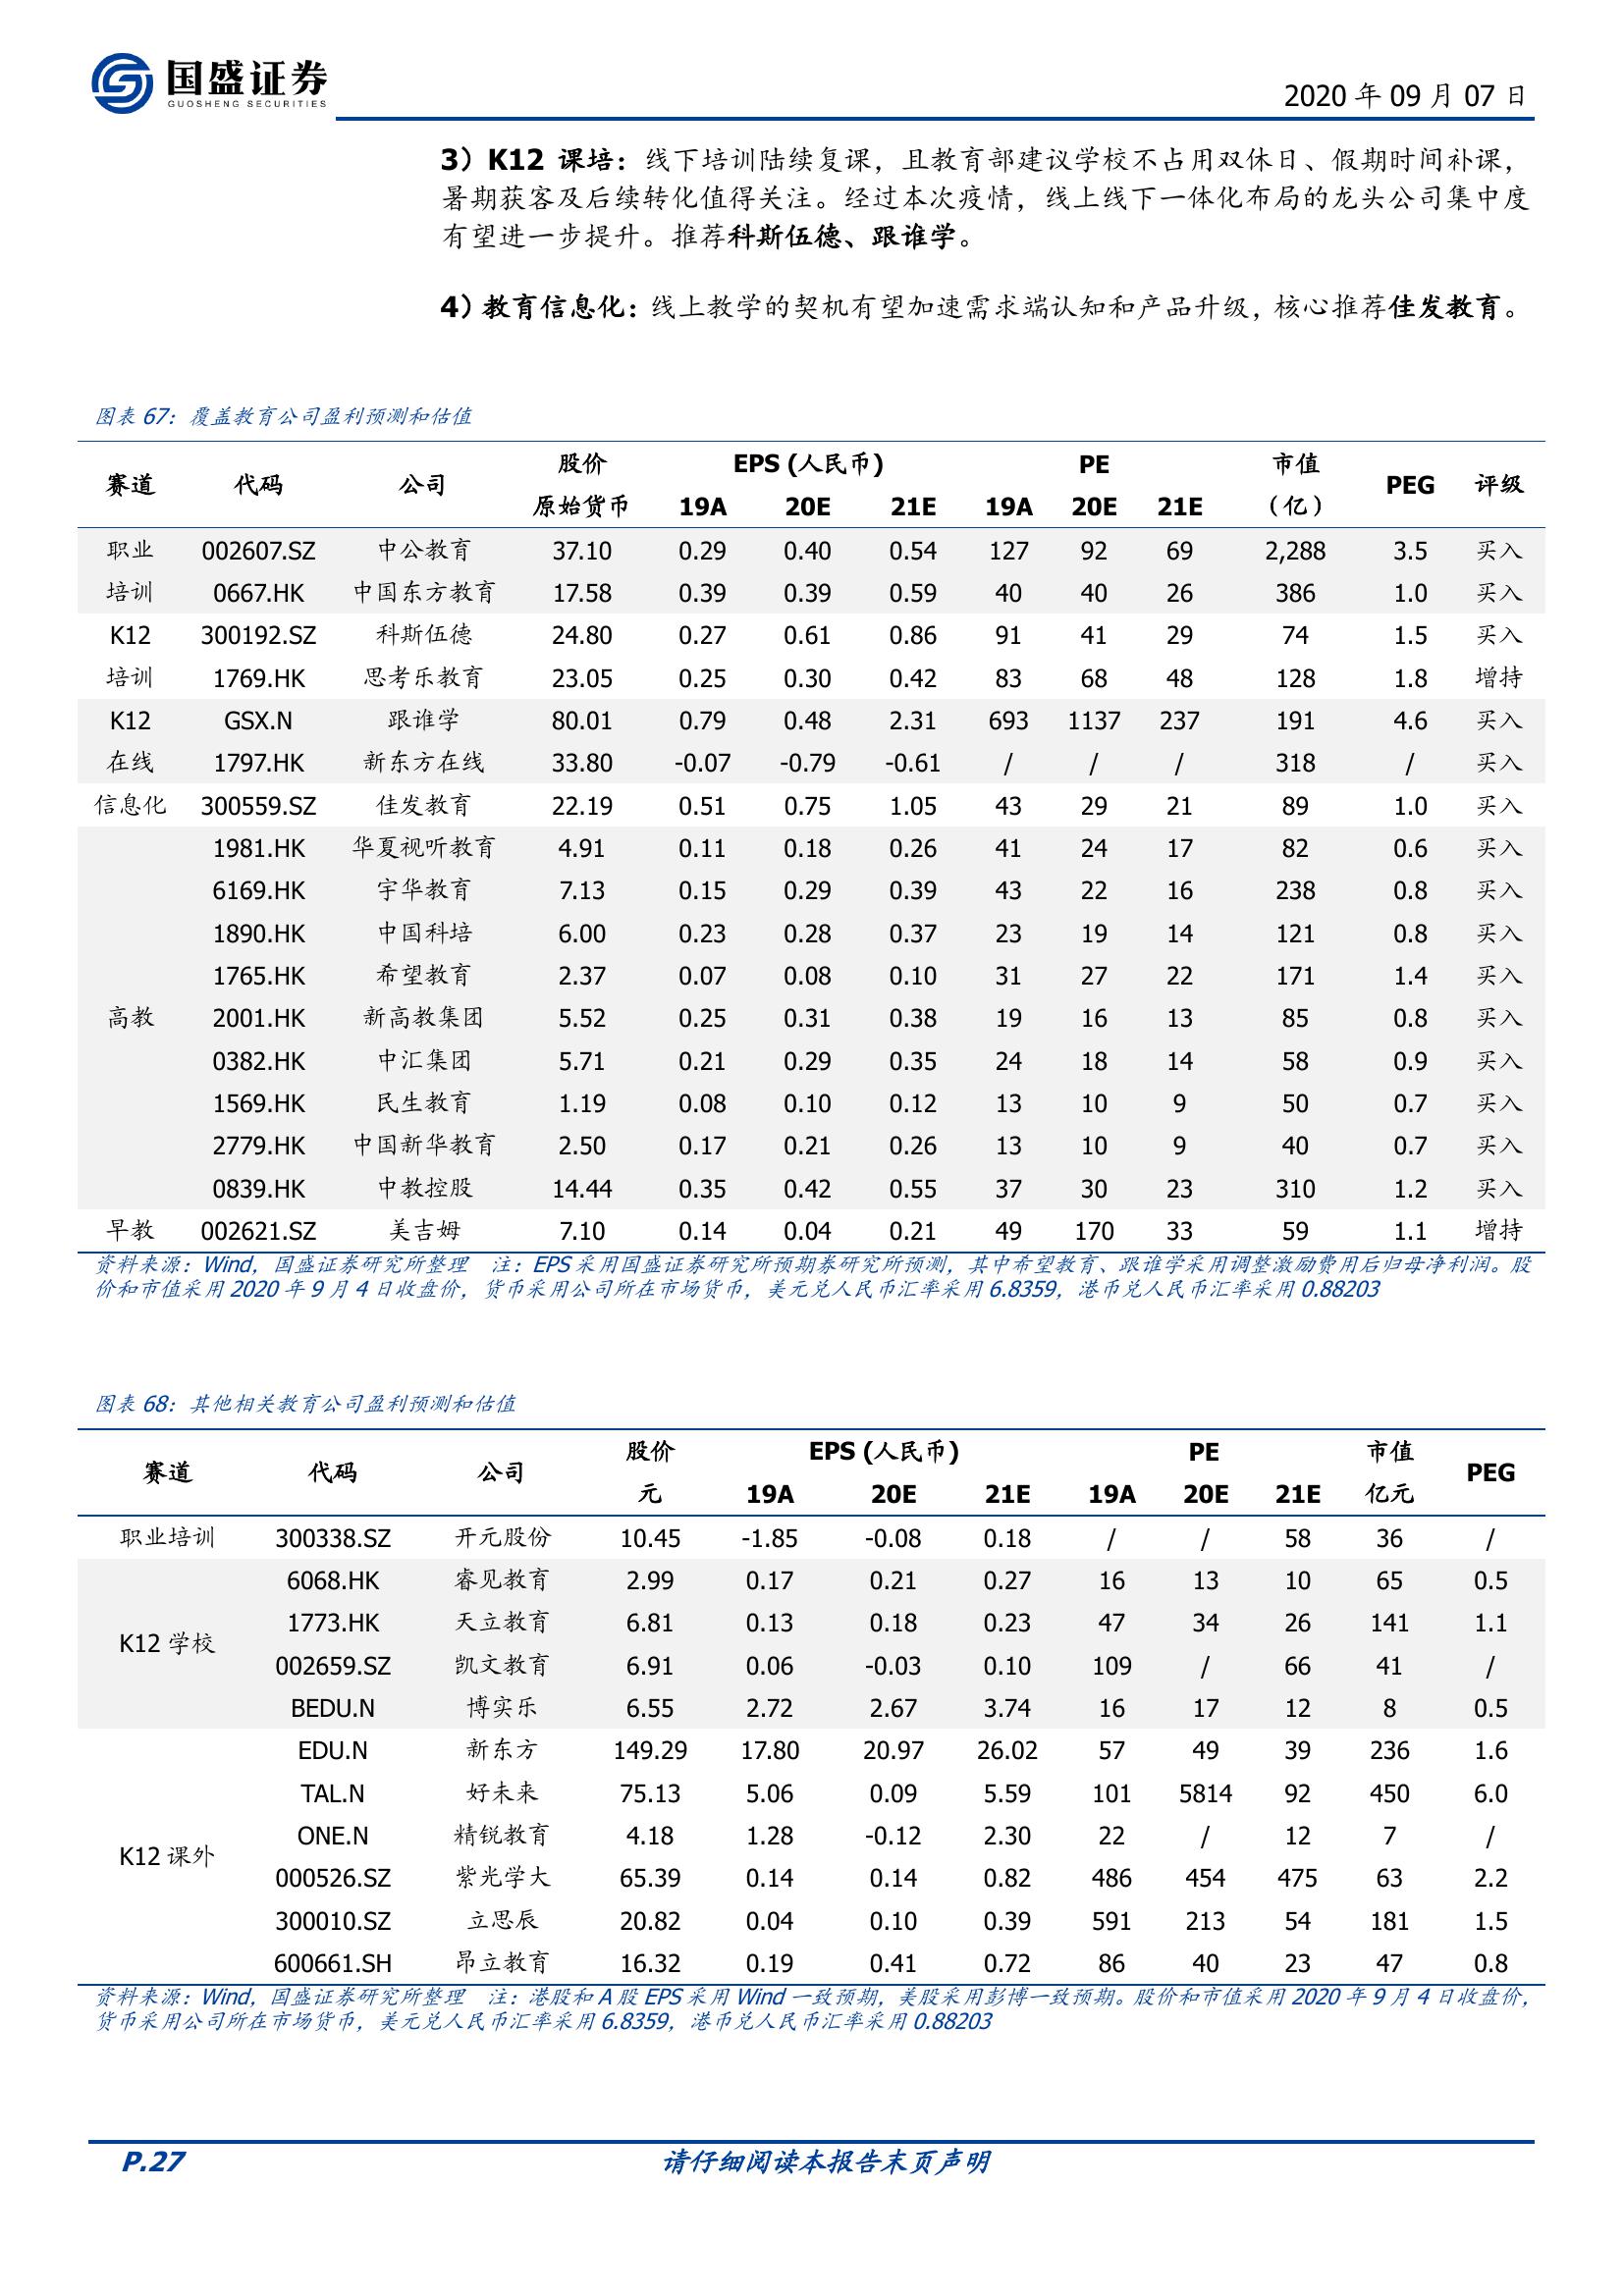 国盛证券
GUOSHENG SECURITIES
2020 年 09 月 07 日
3）K12 课培：线下培训陆续复课，且教育部建议学校不占用双休日、假期时间补课，
暑期获客及后续转化值得关注。经过本次疫情，线上线下一体化布局的龙头公司集中度
有望进一步提升。推荐科斯伍德、跟谁学。
4）教育信息化：线上教学的契机有望加速需求端认知和产品升级，核心推荐佳发教育。
图表 67：覆盖教育公司盈利预测和估值
赛道 代码 公司 股价 EPS (人民币) PE 市值 PEG 评级
原始货币 19A 20E 21E 19A 20E 21E （亿）
职业 002607.SZ 中公教育 37.10 0.29 0.40 0.54 127 92 69 2,288 3.5 买入
培训 0667.HK 中国东方教育 17.58 0.39 0.39 0.59 40 40 26 386 1.0 买入
K12 300192.SZ 科斯伍德 24.80 0.27 0.61 0.86 91 41 29 74 1.5 买入
培训 1769.HK 思考乐教育 23.05 0.25 0.30 0.42 83 68 48 128 1.8 增持
K12 GSX.N 跟谁学 80.01 0.79 0.48 2.31 693 1137 237 191 4.6 买入
在线 1797.HK 新东方在线 33.80 -0.07 -0.79 -0.61 / / / 318 / 买入
信息化 300559.SZ 佳发教育 22.19 0.51 0.75 1.05 43 29 21 89 1.0 买入
1981.HK 华夏视听教育 4.91 0.11 0.18 0.26 41 24 17 82 0.6 买入
6169.HK 宇华教育 7.13 0.15 0.29 0.39 43 22 16 238 0.8 买入
1890.HK 中国科培 6.00 0.23 0.28 0.37 23 19 14 121 0.8 买入
1765.HK 希望教育 2.37 0.07 0.08 0.10 31 27 22 171 1.4 买入
高教 2001.HK 新高教集团 5.52 0.25 0.31 0.38 19 16 13 85 0.8 买入
0382.HK 中汇集团 5.71 0.21 0.29 0.35 24 18 14 58 0.9 买入
1569.HK 民生教育 1.19 0.08 0.10 0.12 13 10 9 50 0.7 买入
2779.HK 中国新华教育 2.50 0.17 0.21 0.26 13 10 9 40 0.7 买入
0839.HK 中教控股 14.44 0.35 0.42 0.55 37 30 23 310 1.2 买入
早教 002621.SZ 美吉姆 7.10 0.14 0.04 0.21 49 170 33 59 1.1 增持
资料来源：Wind，国盛证券研究所整理 注：EPS 采用国盛证券研究所预期券研究所预测，其中希望教育、跟谁学采用调整激励费用后归母净利润。股
价和市值采用 2020 年 9 月 4 日收盘价，货币采用公司所在市场货币，美元兑人民币汇率采用 6.8359，港币兑人民币汇率采用 0.88203
图表 68：其他相关教育公司盈利预测和估值
赛道 代码 公司 股价 EPS (人民币) PE 市值 PEG
元 19A 20E 21E 19A 20E 21E 亿元
职业培训 300338.SZ 开元股份 10.45 -1.85 -0.08 0.18 / / 58 36 /
6068.HK 睿见教育 2.99 0.17 0.21 0.27 16 13 10 65 0.5
K12 学校 1773.HK 天立教育 6.81 0.13 0.18 0.23 47 34 26 141 1.1
002659.SZ 凯文教育 6.91 0.06 -0.03 0.10 109 / 66 41 /
BEDU.N 博实乐 6.55 2.72 2.67 3.74 16 17 12 8 0.5
EDU.N 新东方 149.29 17.80 20.97 26.02 57 49 39 236 1.6
TAL.N 好未来 75.13 5.06 0.09 5.59 101 5814 92 450 6.0
K12 课外 ONE.N 精锐教育 4.18 1.28 -0.12 2.30 22 / 12 7 /
000526.SZ 紫光学大 65.39 0.14 0.14 0.82 486 454 475 63 2.2
300010.SZ 立思辰 20.82 0.04 0.10 0.39 591 213 54 181 1.5
600661.SH 昂立教育 16.32 0.19 0.41 0.72 86 40 23 47 0.8
资料来源：Wind，国盛证券研究所整理 注：港股和 A 股 EPS 采用 Wind 一致预期，美股采用彭博一致预期。股价和市值采用 2020 年 9 月 4 日收盘价，
货币采用公司所在市场货币，美元兑人民币汇率采用 6.8359，港币兑人民币汇率采用 0.88203
P.27 请仔细阅读本报告末页声明